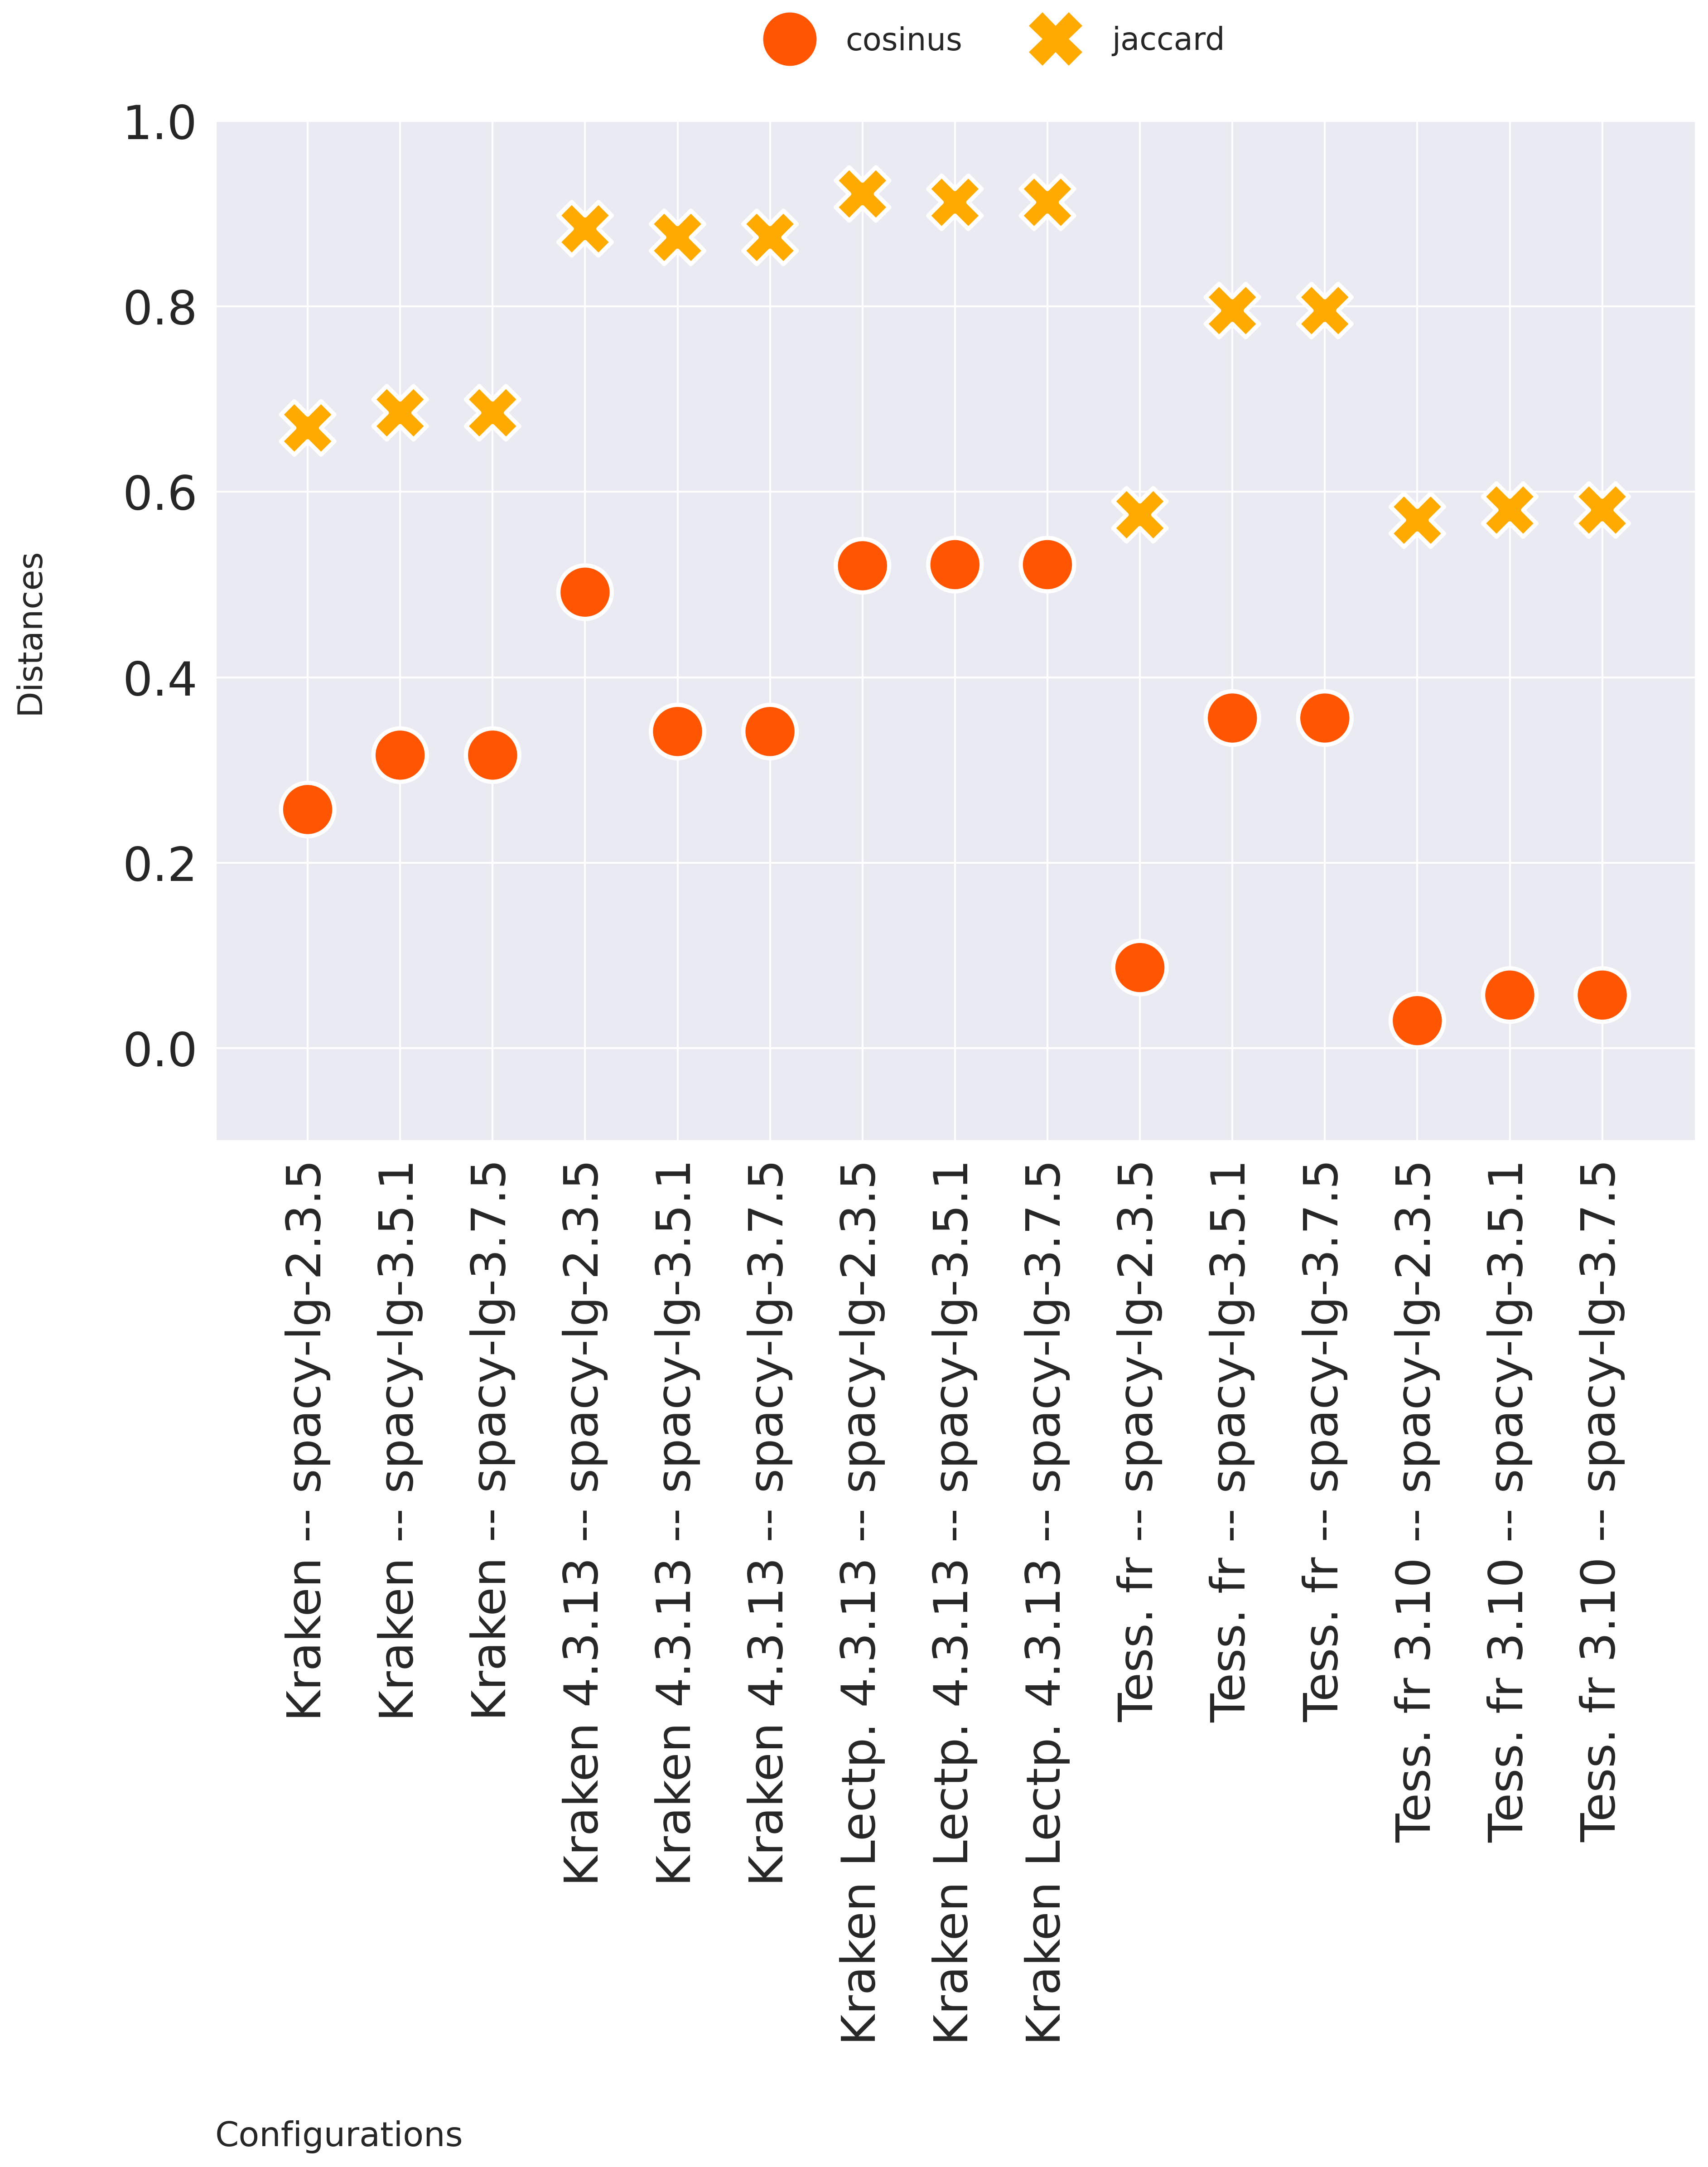 cosinus jaccard
1.0
0.8
0.6
0.4
0.2
0.0
Distances
Kraken -- spacy-lg-2.3.5
Kraken -- spacy-lg-3.5.1
Kraken -- spacy-lg-3.7.5
Kraken 4.3.13 -- spacy-lg-2.3.5
Kraken 4.3.13 -- spacy-lg-3.5.1
Kraken 4.3.13 -- spacy-lg-3.7.5
Kraken Lectp. 4.3.13 -- spacy-lg-2.3.5
Kraken Lectp. 4.3.13 -- spacy-lg-3.5.1
Kraken Lectp. 4.3.13 -- spacy-lg-3.7.5
Tess. fr -- spacy-lg-2.3.5
Tess. fr -- spacy-lg-3.5.1
Tess. fr -- spacy-lg-3.7.5
Tess. fr 3.10 -- spacy-lg-2.3.5
Tess. fr 3.10 -- spacy-lg-3.5.1
Tess. fr 3.10 -- spacy-lg-3.7.5
Configurations